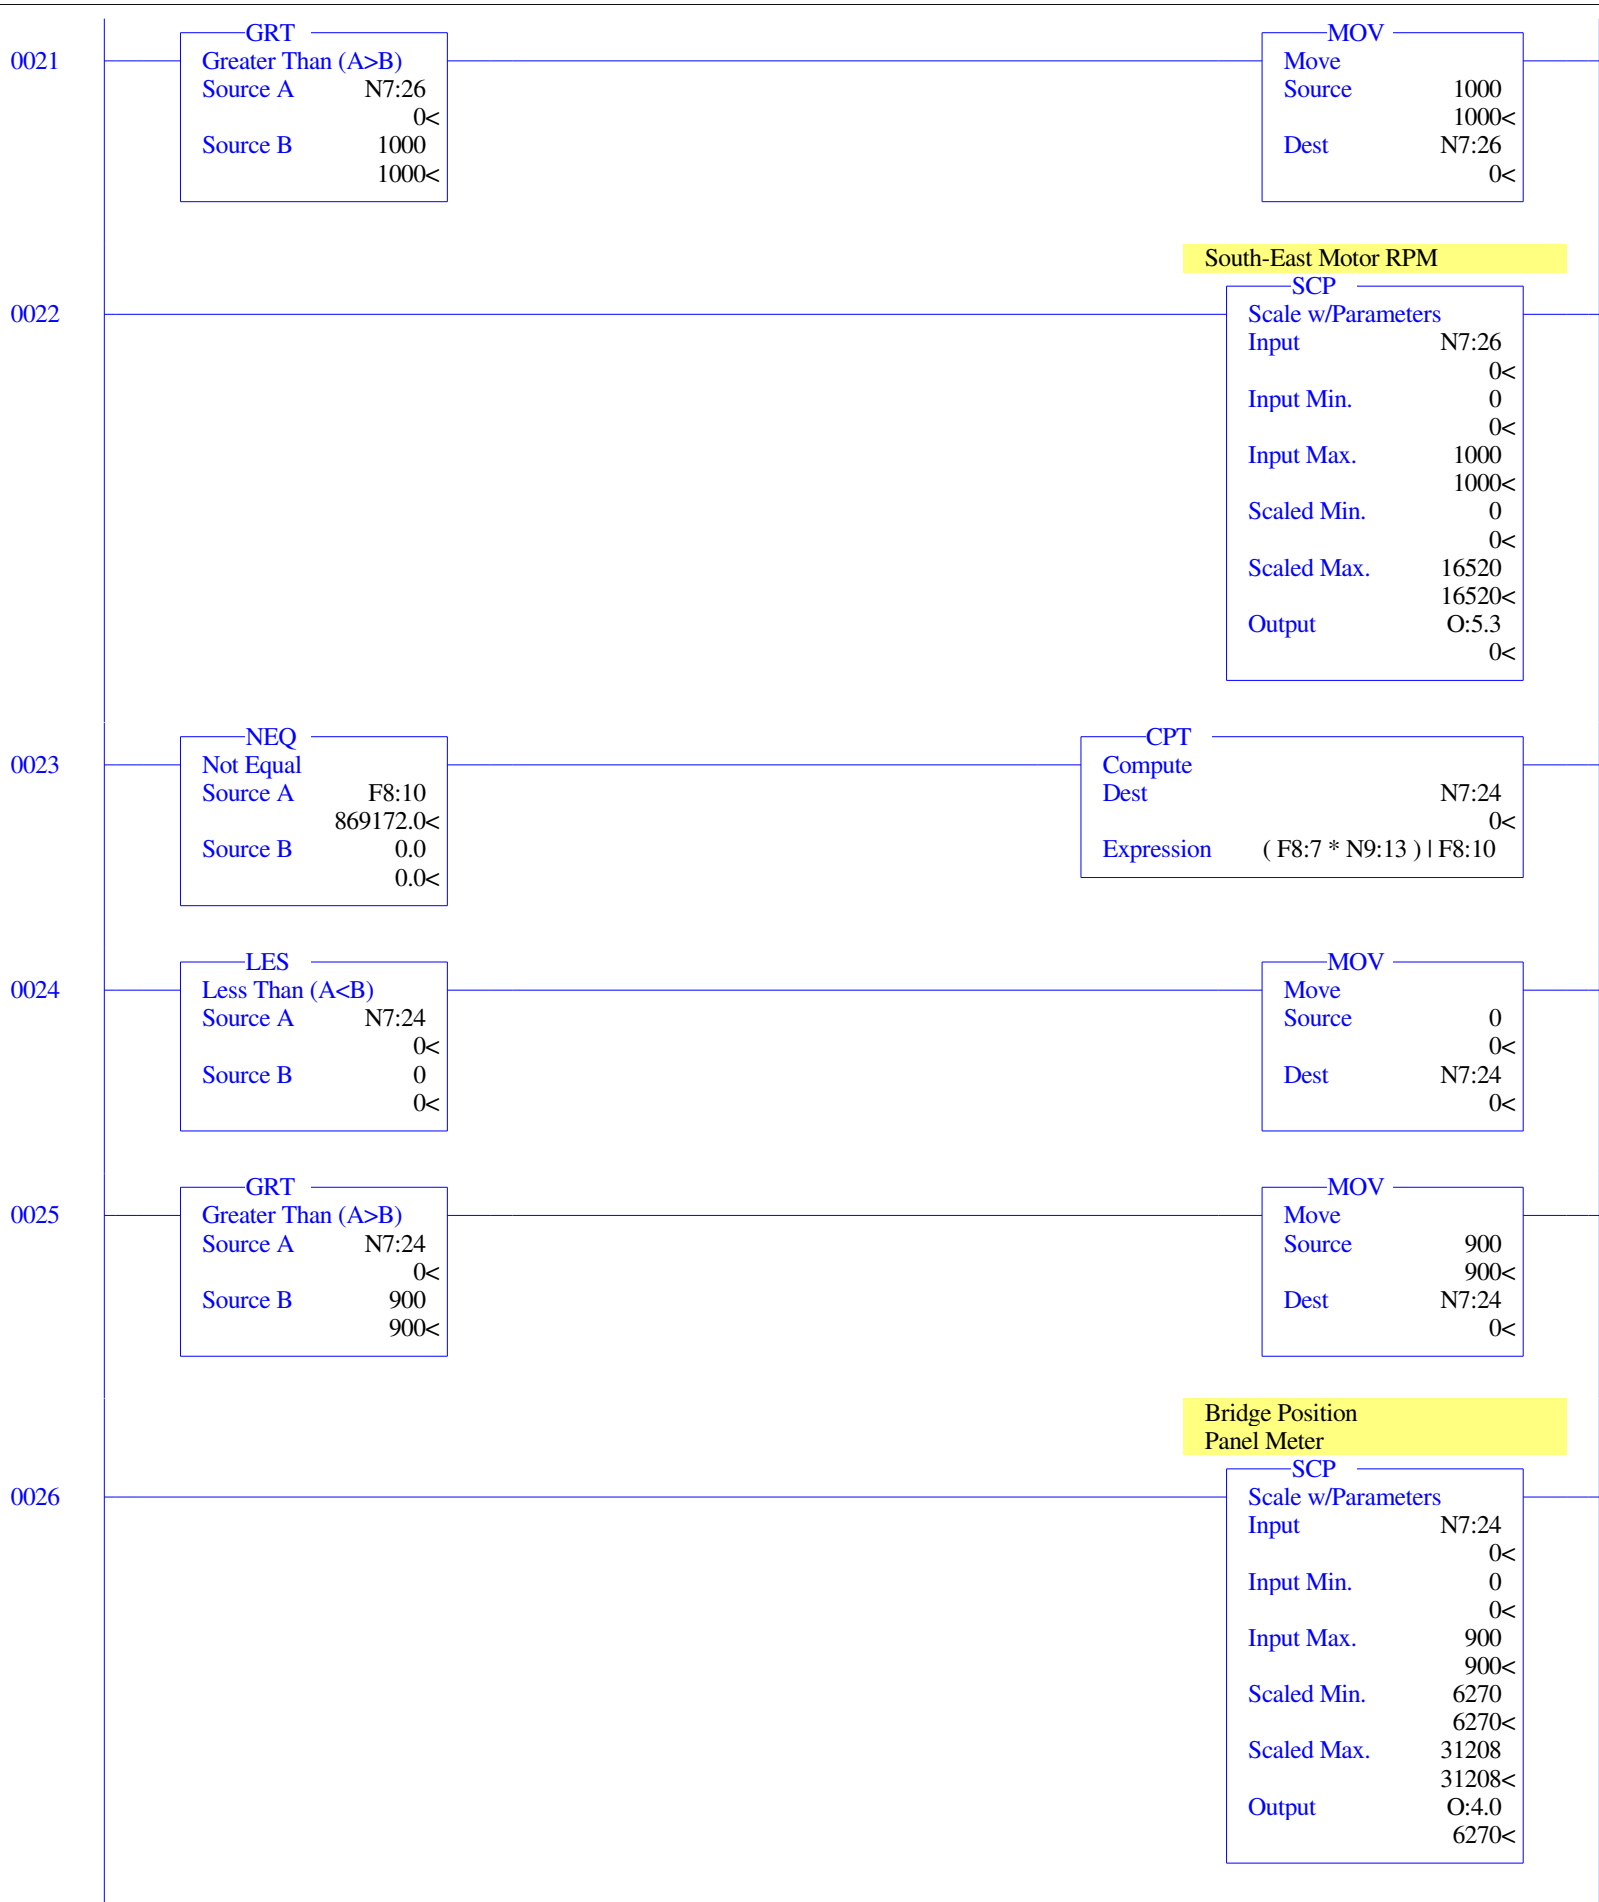 0021
GRT
Greater Than (A>B)
Source A N7:26
0<
Source B 1000
1000<
MOV
Move
Source 1000
1000<
Dest N7:26
0<
South-East Motor RPM
0022
SCP
Scale w/Parameters
Input N7:26
0<
Input Min. 0
0<
Input Max. 1000
1000<
Scaled Min. 0
0<
Scaled Max. 16520
16520<
Output O:5.3
0<
0023
NEQ
Not Equal
Source A F8:10
869172.0<
Source B 0.0
0.0<
CPT
Compute
Dest N7:24
0<
Expression ( F8:7 * N9:13 ) | F8:10
0024
LES
Less Than (A<B)
Source A N7:24
0<
Source B 0
0<
MOV
Move
Source 0
0<
Dest N7:24
0<
0025
GRT
Greater Than (A>B)
Source A N7:24
0<
Source B 900
900<
MOV
Move
Source 900
900<
Dest N7:24
0<
Bridge Position
Panel Meter
0026
SCP
Scale w/Parameters
Input N7:24
0<
Input Min. 0
0<
Input Max. 900
900<
Scaled Min. 6270
6270<
Scaled Max. 31208
31208<
Output O:4.0
6270<